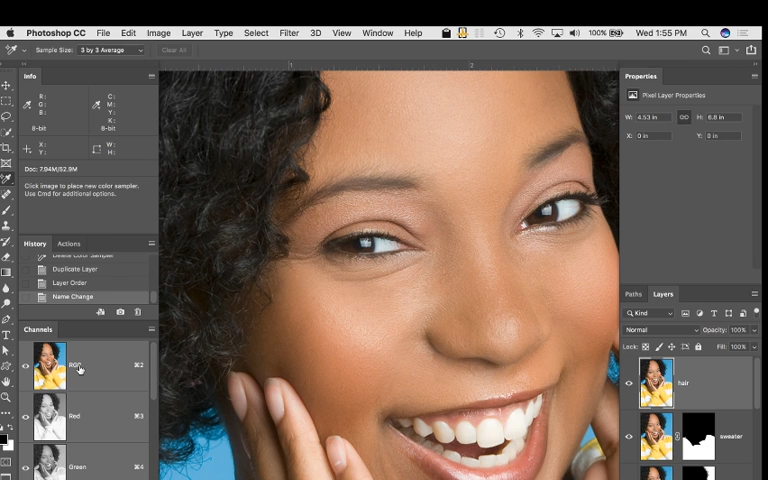 Photoshop CC File Edit Image Layer Type Select Filter 3D View Window Help 100% Wed 1:55 PM
Sample Size: 3 by 3 Average Clear All
Info
R: C:
G: M:
B: Y:
K:
8-bit 8-bit
X: W:
Y: H:
Doc: 7.94M/52.9M
Click image to place new color sampler.
Use Cmd for additional options.
History Actions
Delete Color Sampler
Duplicate Layer
Layer Order
Name Change
Channels
RGB ⌘2
Red ⌘3
Green ⌘4
1 2
Properties
Pixel Layer Properties
W: 4.53 in H: 6.8 in
X: 0 in Y: 0 in
Paths Layers
Kind
Normal Opacity: 100%
Lock: Fill: 100%
hair
sweater